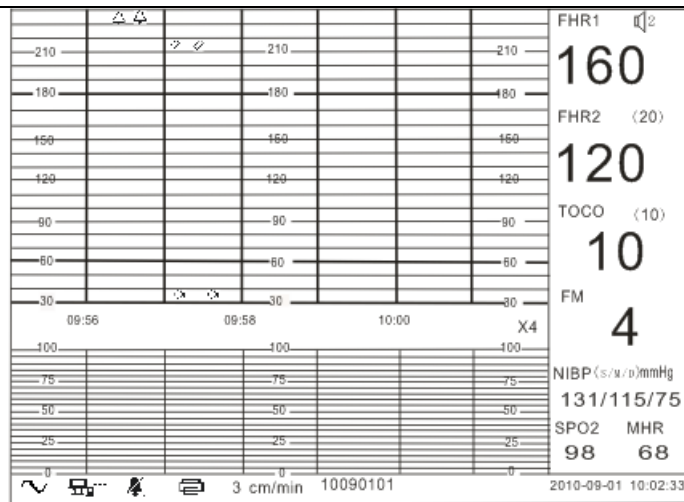 FHR1 2
210 210 210
160
180 180 180
FHR2 (20)
150 150 150
120
120 120 120
TOCO (10)
90 90 90
10
60 60 60
FM
30 30 30
4
09:56 09:58 10:00 X4
100 100 100
NIBP(S/M/D)mmHg
75 75 75
131/115/75
50 50 50
SPO2 MHR
25 25 25
98 68
0 0 0
3 cm/min 10090101 2010-09-01 10:02:33